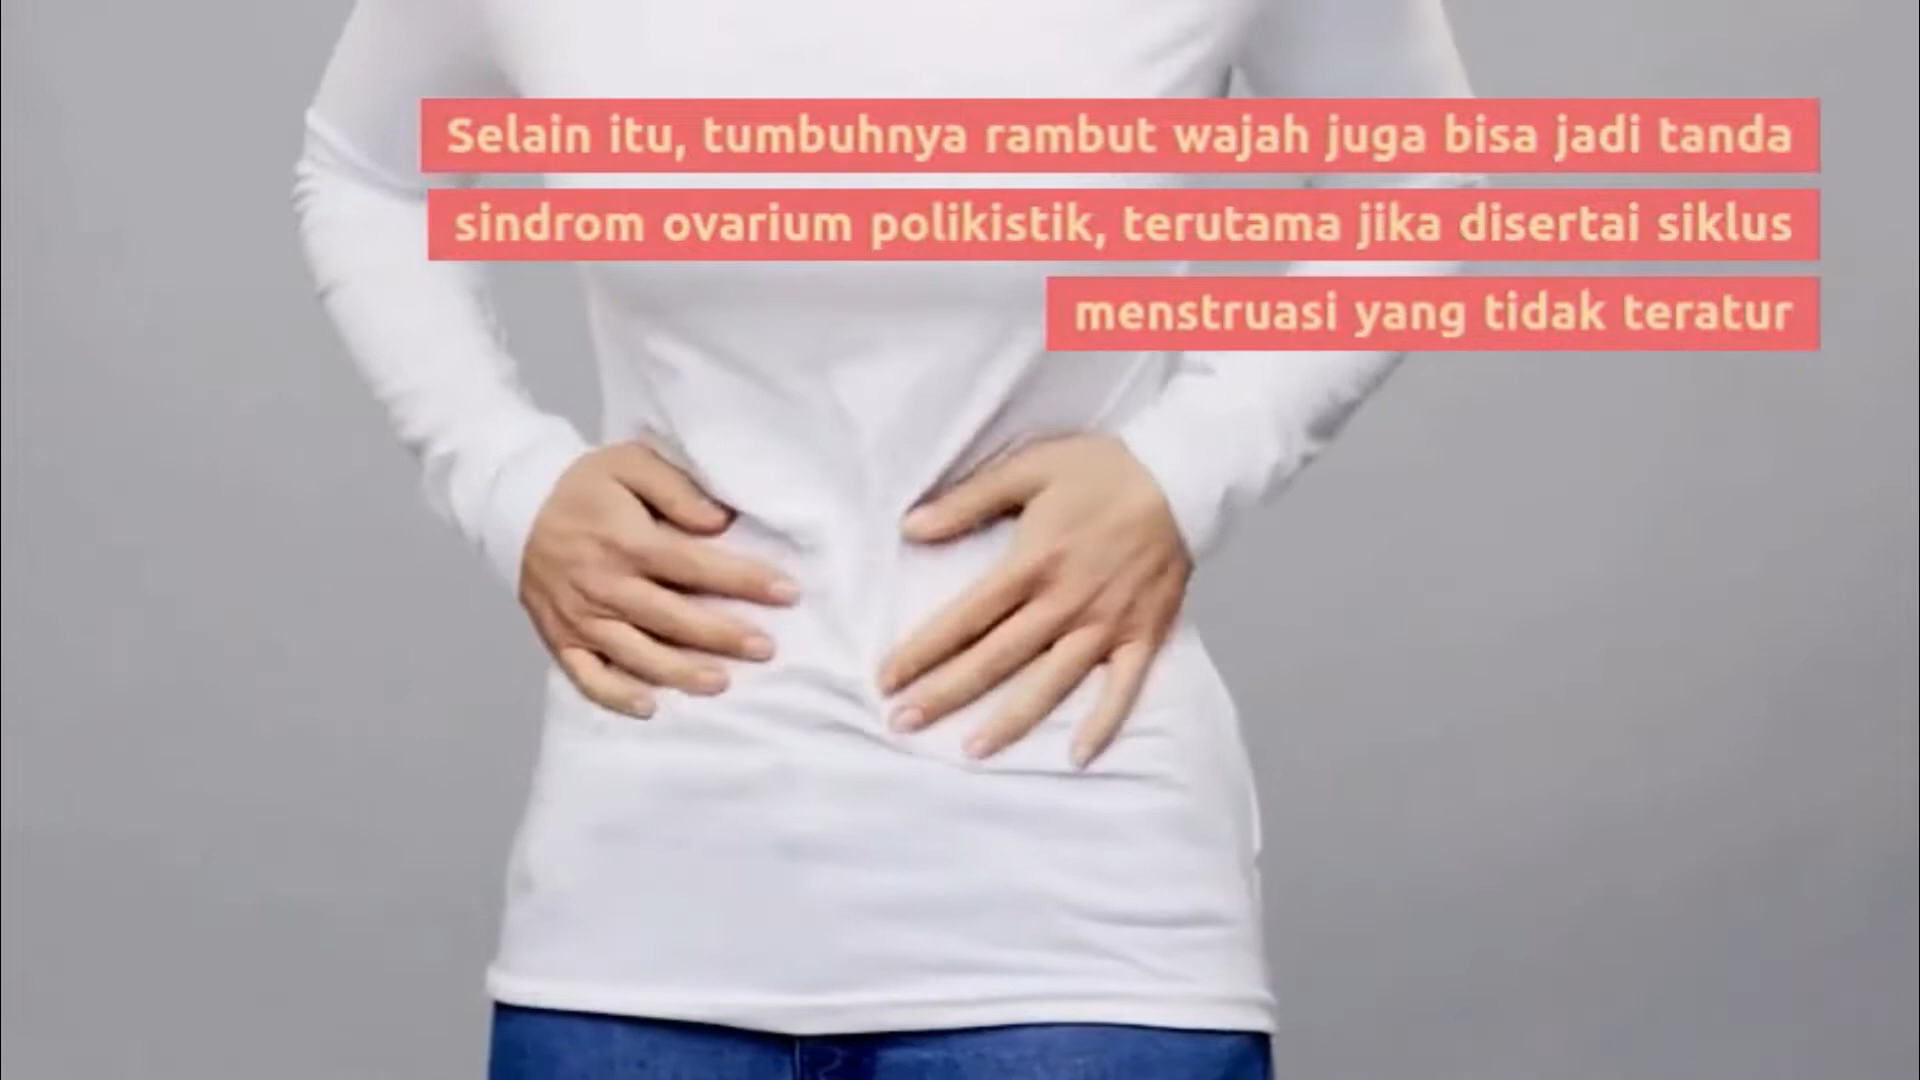 Selain itu, tumbuhnya rambut wajah juga bisa jadi tanda
sindrom ovarium polikistik, terutama jika disertai siklus
menstruasi yang tidak teratur